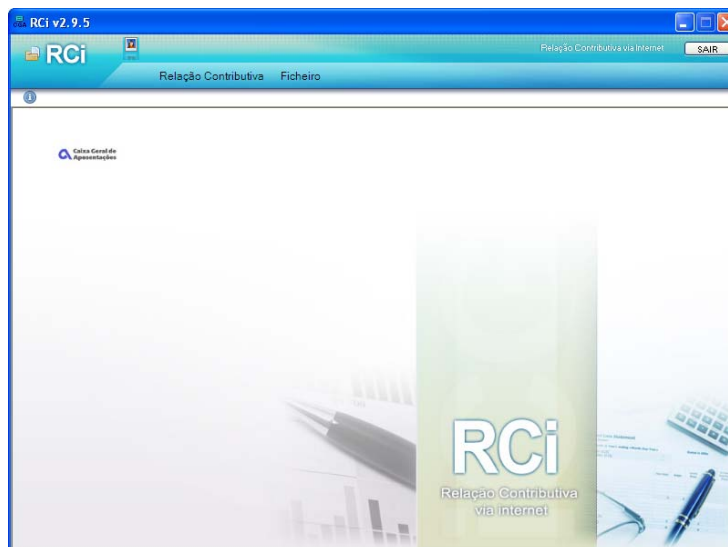 RCi v2.9.5
RCi
Relação Contributiva via Internet
SAIR
Relação Contributiva Ficheiro
Caixa Geral de
Aposentações
RCi
Relação Contributiva
via internet